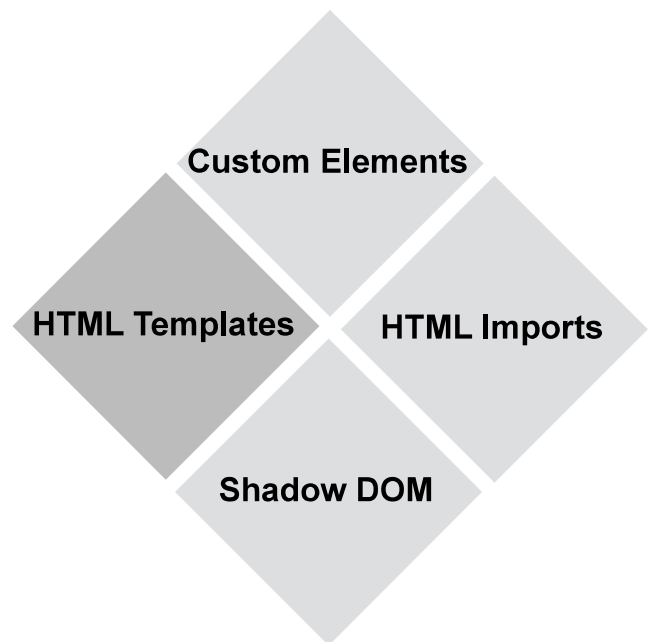 Custom Elements
HTML Templates
HTML Imports
Shadow DOM